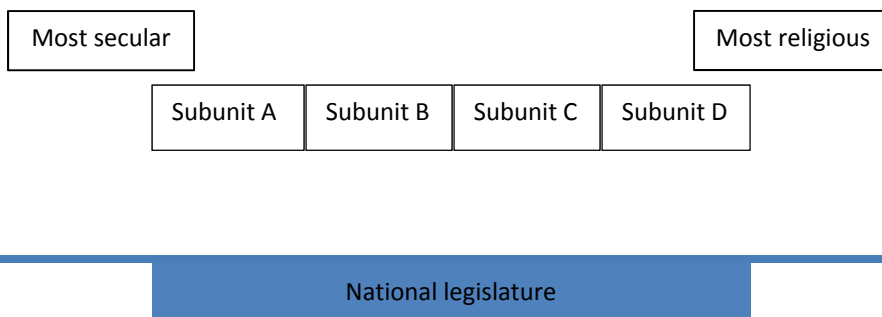 Most secular
Most religious
Subunit A
Subunit B
Subunit C
Subunit D
National legislature